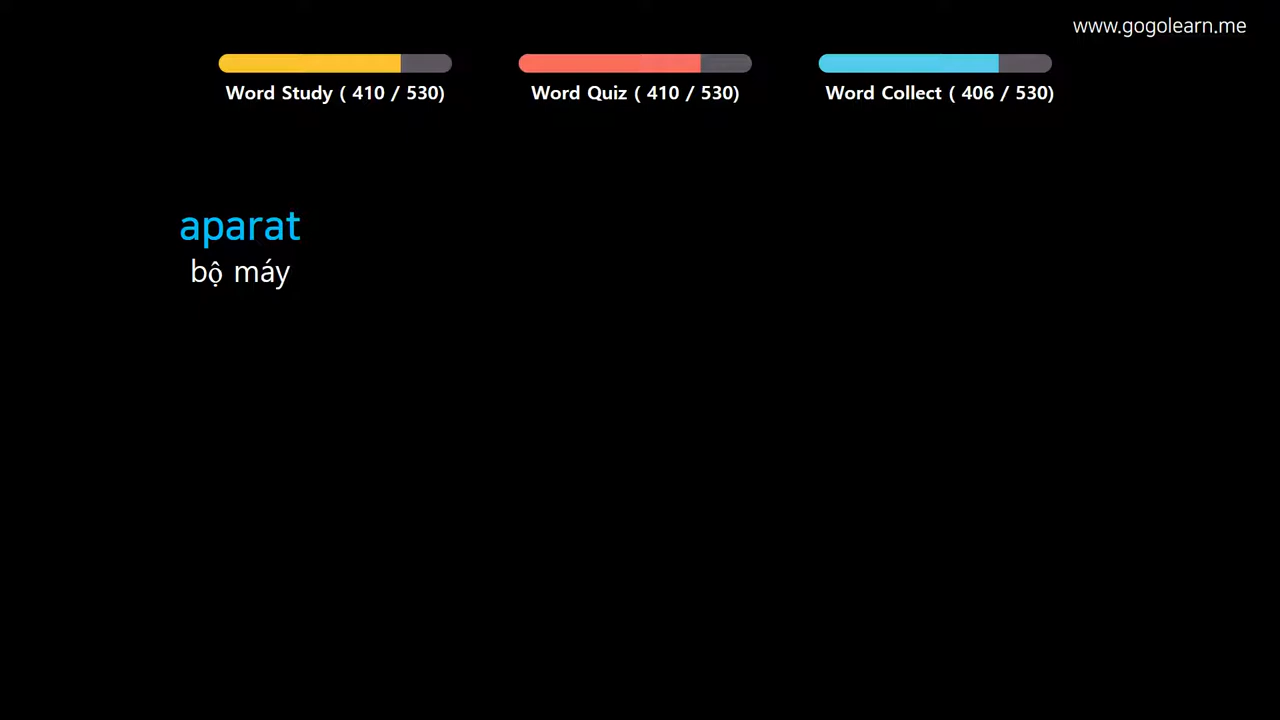 www.gogolearn.me
Word Study ( 410 / 530)
Word Quiz ( 410 / 530)
Word Collect ( 406 / 530)
aparat
bộ máy